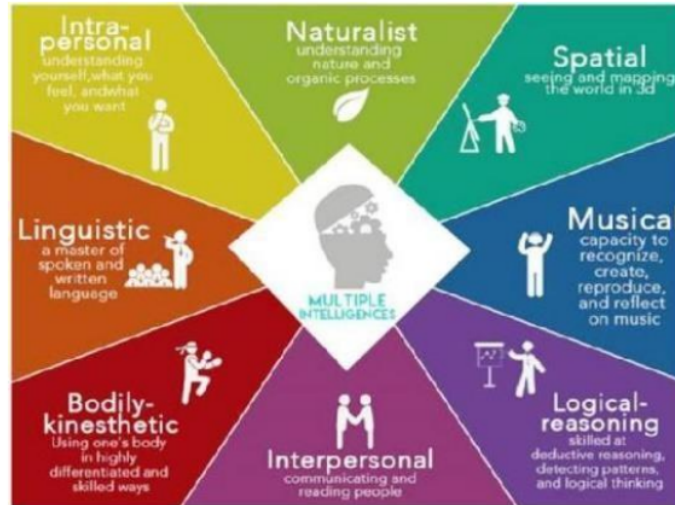 Intra-
personal
understanding
yourself,what you
feel, andwhat
you want
Naturalist
understanding
nature and
organic processes
Spatial
seeing and mapping
the world in 3d
Linguistic
a master of
spoken and
written
language
MULTIPLE
INTELLIGENCES
Musica
capacity to
recognize,
create,
reproduce,
and reflect
on music
Bodily-
kinesthetic
Using one's body
in highly
differentiated and
skilled ways
Interpersonal
communicating and
reading people
Logical-
reasoning
skilled at
deductive reasoning,
detecting patterns,
and logical thinking